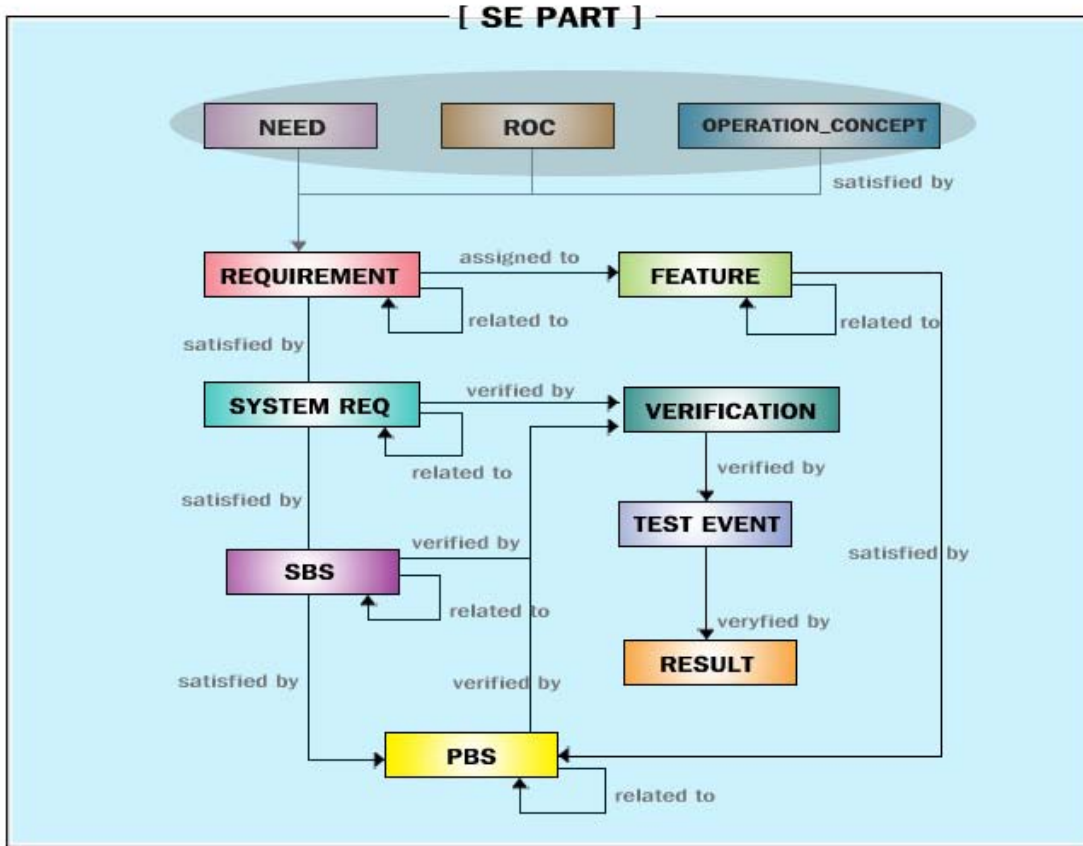 [ SE PART ]
NEED
ROC
OPERATION_CONCEPT
satisfied by
REQUIREMENT
assigned to
FEATURE
related to
related to
satisfied by
SYSTEM REQ
verified by
VERIFICATION
related to
verified by
satisfied by
TEST EVENT
verified by
satisfied by
SBS
related to
veryfied by
RESULT
satisfied by
verified by
PBS
related to